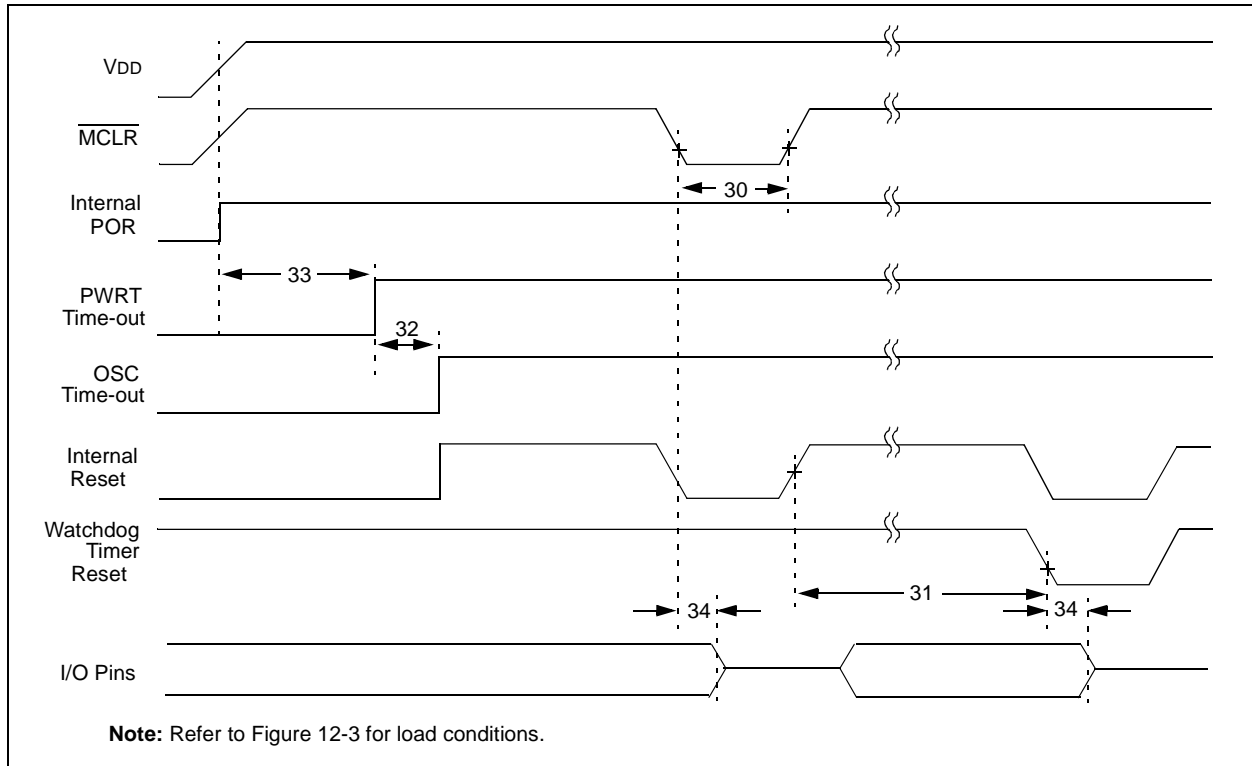 VDD
MCLR
30
Internal
POR
33
PWRT
Time-out
32
OSC
Time-out
Internal
Reset
Watchdog
Timer
Reset
31
34
34
I/O Pins
Note: Refer to Figure 12-3 for load conditions.